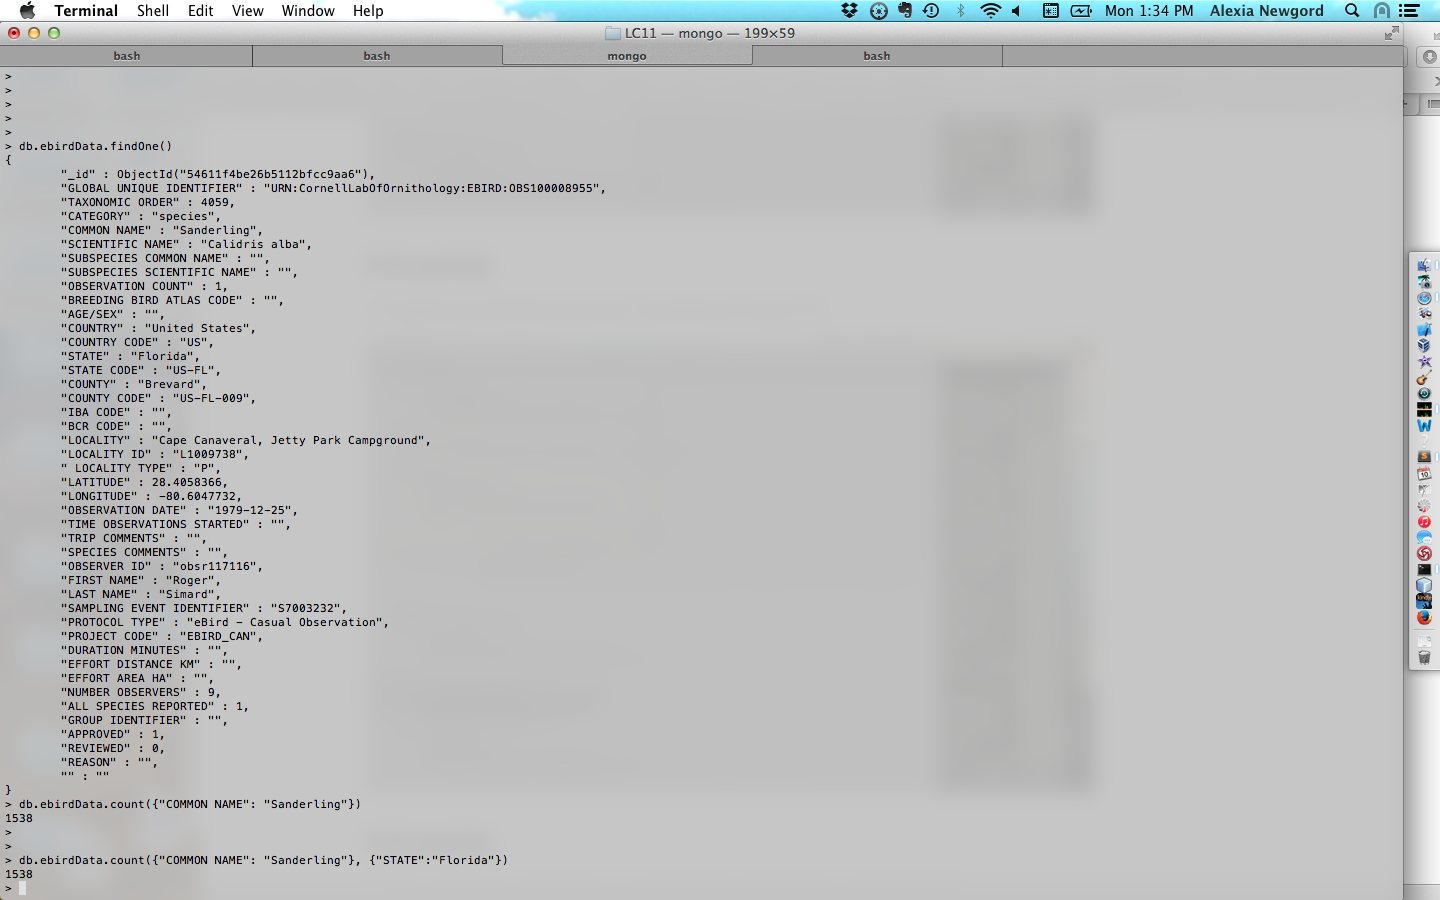 Terminal Shell Edit View Window Help Mon 1:34 PM Alexia Newgord
LC11 — mongo — 199×59
bash bash mongo bash
>
>
>
>
>
> db.ebirdData.findOne()
{
"_id" : ObjectId("54611f4be26b5112bfcc9aa6"),
"GLOBAL UNIQUE IDENTIFIER" : "URN:CornellLabOfOrnithology:EBIRD:OBS100008955",
"TAXONOMIC ORDER" : 4059,
"CATEGORY" : "species",
"COMMON NAME" : "Sanderling",
"SCIENTIFIC NAME" : "Calidris alba",
"SUBSPECIES COMMON NAME" : "",
"SUBSPECIES SCIENTIFIC NAME" : "",
"OBSERVATION COUNT" : 1,
"BREEDING BIRD ATLAS CODE" : "",
"AGE/SEX" : "",
"COUNTRY" : "United States",
"COUNTRY CODE" : "US",
"STATE" : "Florida",
"STATE CODE" : "US-FL",
"COUNTY" : "Brevard",
"COUNTY CODE" : "US-FL-009",
"IBA CODE" : "",
"BCR CODE" : "",
"LOCALITY" : "Cape Canaveral, Jetty Park Campground",
"LOCALITY ID" : "L1009738",
" LOCALITY TYPE" : "P",
"LATITUDE" : 28.4058366,
"LONGITUDE" : -80.6047732,
"OBSERVATION DATE" : "1979-12-25",
"TIME OBSERVATIONS STARTED" : "",
"TRIP COMMENTS" : "",
"SPECIES COMMENTS" : "",
"OBSERVER ID" : "obsr117116",
"FIRST NAME" : "Roger",
"LAST NAME" : "Simard",
"SAMPLING EVENT IDENTIFIER" : "S7003232",
"PROTOCOL TYPE" : "eBird - Casual Observation",
"PROJECT CODE" : "EBIRD_CAN",
"DURATION MINUTES" : "",
"EFFORT DISTANCE KM" : "",
"EFFORT AREA HA" : "",
"NUMBER OBSERVERS" : 9,
"ALL SPECIES REPORTED" : 1,
"GROUP IDENTIFIER" : "",
"APPROVED" : 1,
"REVIEWED" : 0,
"REASON" : "",
"" : ""
}
> db.ebirdData.count({"COMMON NAME": "Sanderling"})
1538
>
>
> db.ebirdData.count({"COMMON NAME": "Sanderling"}, {"STATE":"Florida"})
1538
>